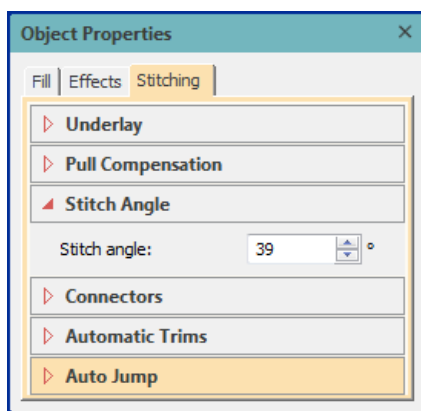 Object Properties
Fill Effects Stitching
Underlay
Pull Compensation
Stitch Angle
Stitch angle: 39 °
Connectors
Automatic Trims
Auto Jump